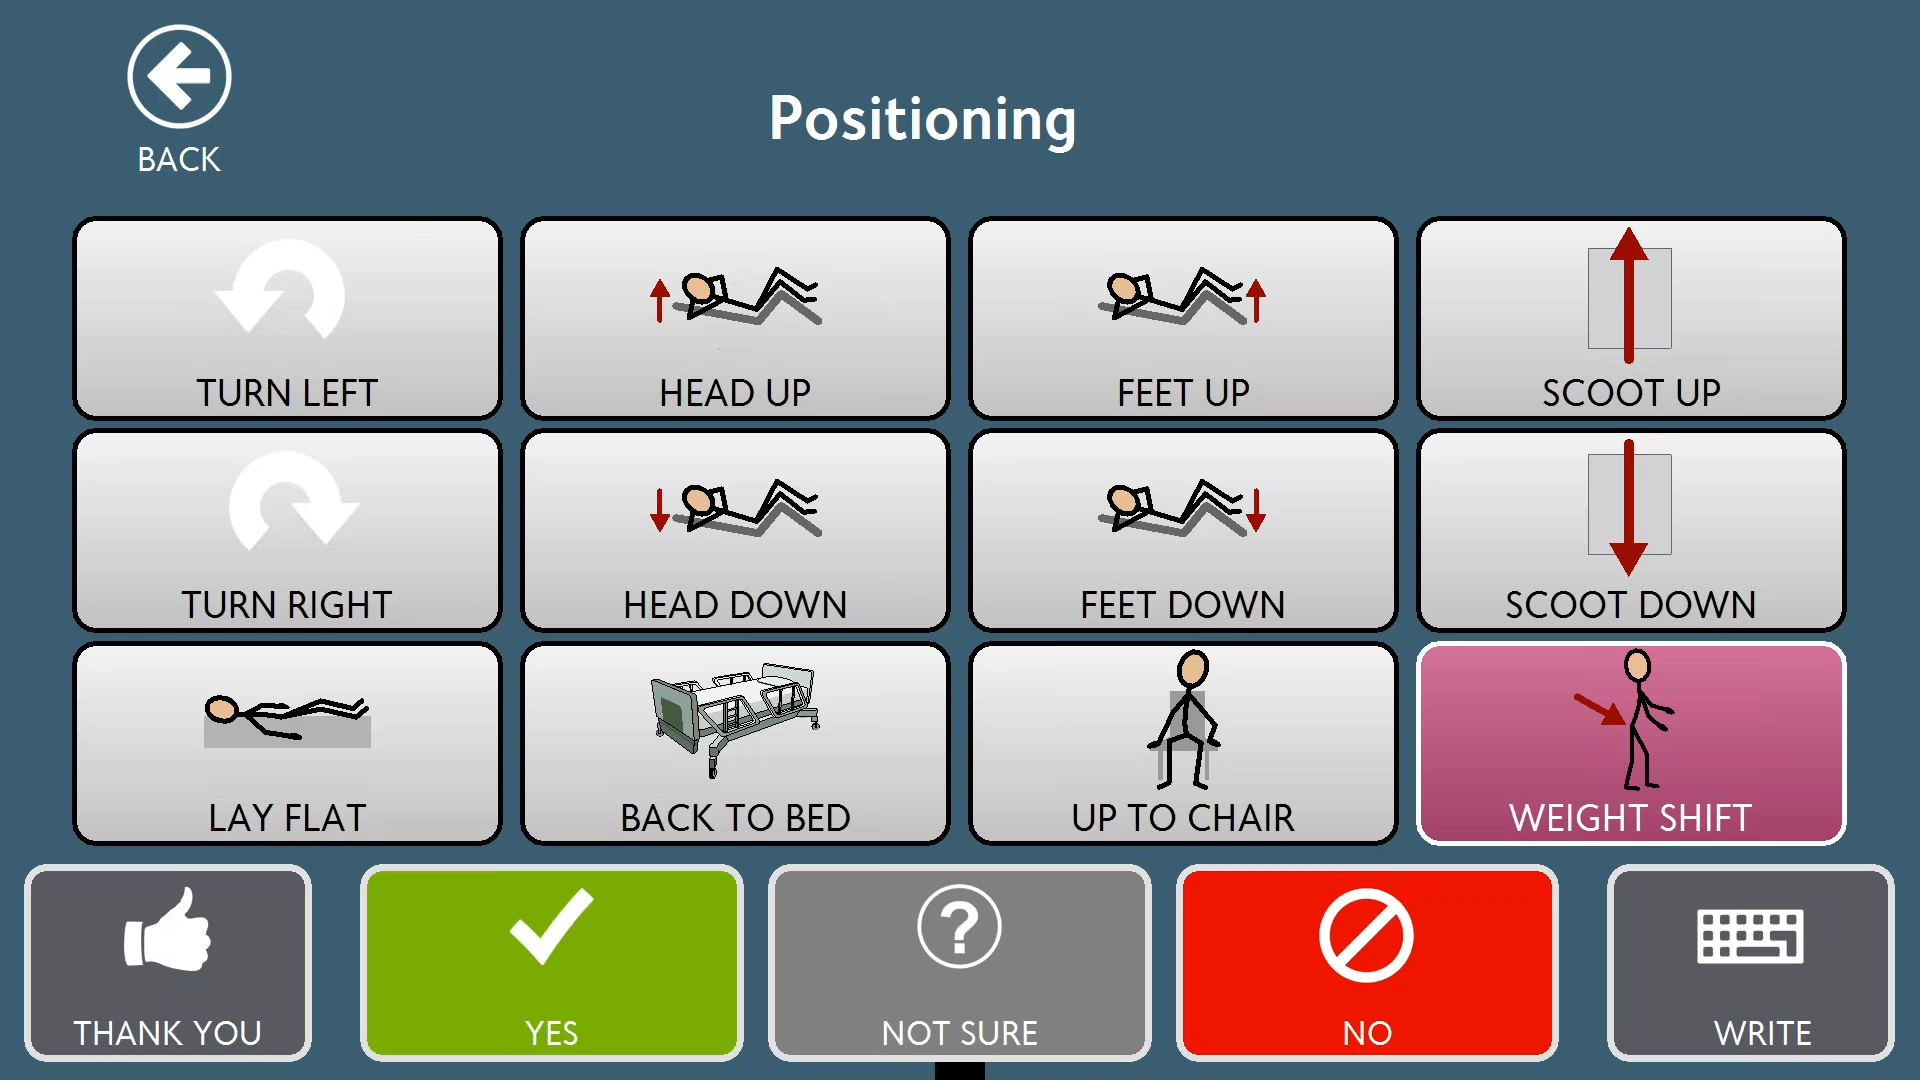 BACK
Positioning
TURN LEFT
HEAD UP
FEET UP
SCOOT UP
TURN RIGHT
HEAD DOWN
FEET DOWN
SCOOT DOWN
LAY FLAT
BACK TO BED
UP TO CHAIR
WEIGHT SHIFT
THANK YOU
YES
NOT SURE
NO
WRITE